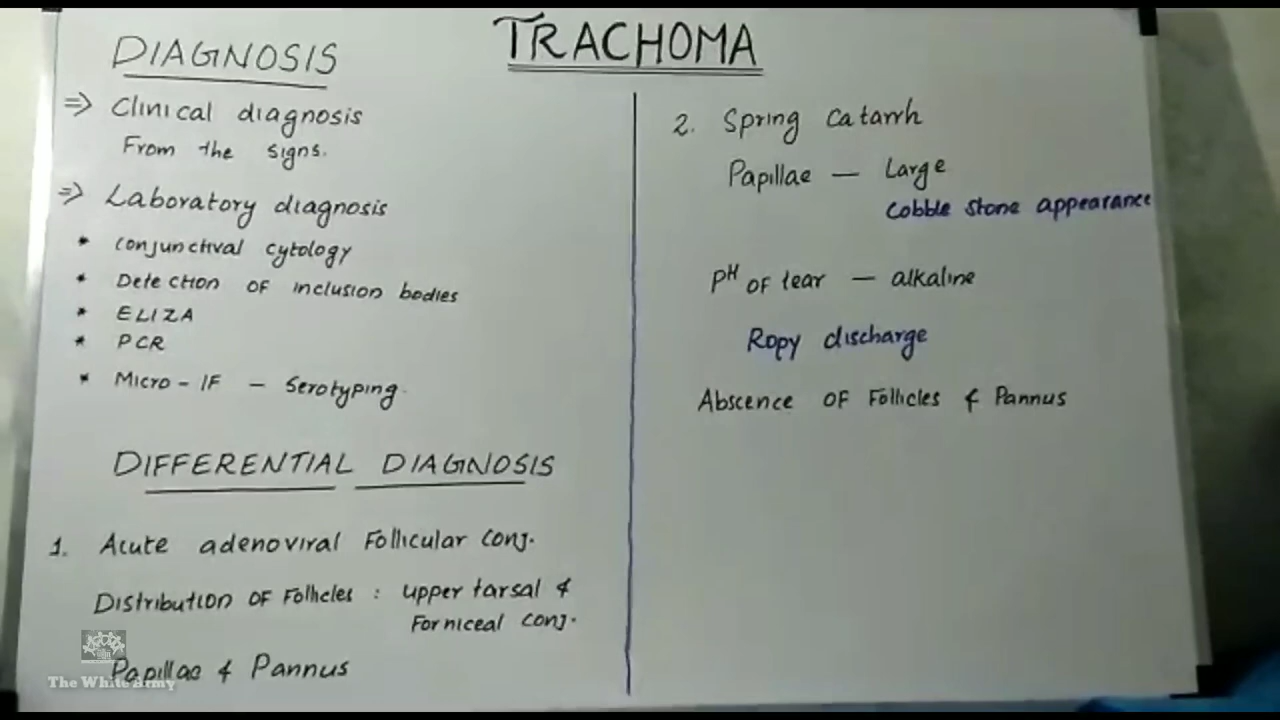 TRACHOMA
DIAGNOSIS
⇒ Clinical diagnosis
From the signs.
⇒ Laboratory diagnosis
* Conjunctival cytology
* Detection of inclusion bodies
* ELIZA
* PCR
* Micro-IF - Serotyping.
DIFFERENTIAL DIAGNOSIS
1. Acute adenoviral Follicular conj.
Distribution of Follicles : upper tarsal &
Forniceal conj.
Papillae & Pannus
The White Army
2. Spring catarrh
Papillae — Large
Cobble stone appearance
PH of tear — alkaline
Ropy discharge
Abscence of Follicles & Pannus